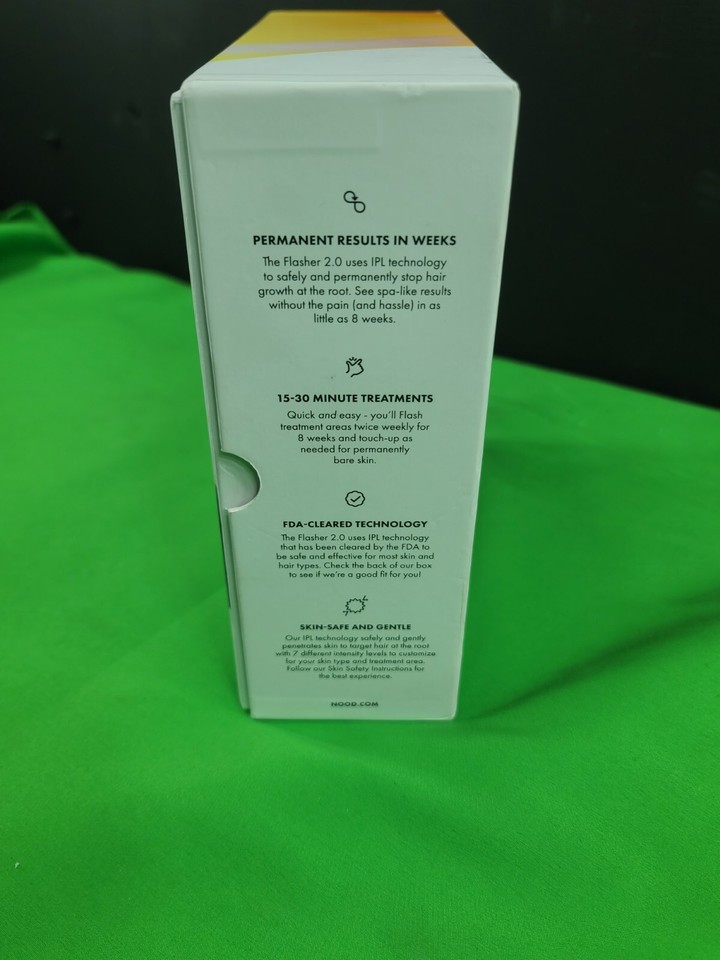 PERMANENT RESULTS IN WEEKS
The Flasher 2.0 uses IPL technology
to safely and permanently stop hair
growth at the root. See spa-like results
without the pain (and hassle) in as
little as 8 weeks.
15-30 MINUTE TREATMENTS
Quick and easy - you'll Flash
treatment areas twice weekly for
8 weeks and touch-up as
needed for permanently
bare skin.
FDA-CLEARED TECHNOLOGY
The Flasher 2.0 uses IPL technology
that has been cleared by the FDA to
be safe and effective for most skin and
hair types. Check the back of our box
to see if we're a good fit for you!
SKIN-SAFE AND GENTLE
Our IPL technology safely and gently
penetrates skin to target hair at the root
with 7 different intensity levels to customize
for your skin type and treatment area.
Follow our Skin Safety Instructions for
the best experience.
NOOD.COM